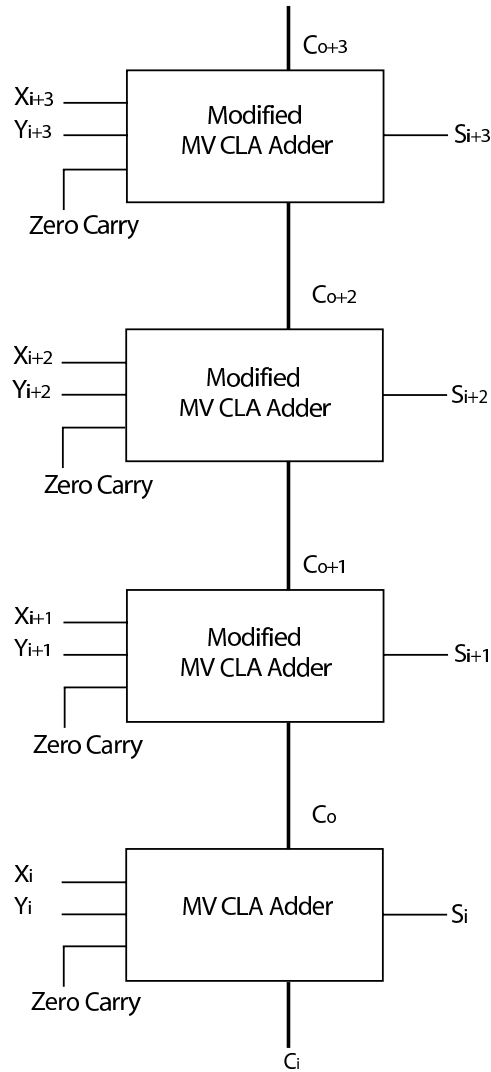 Co+3
Xi+3
Yi+3
Modified
MV CLA Adder
Si+3
Zero Carry
Co+2
Xi+2
Yi+2
Modified
MV CLA Adder
Si+2
Zero Carry
Co+1
Xi+1
Yi+1
Modified
MV CLA Adder
Si+1
Zero Carry
Co
Xi
Yi
MV CLA Adder
Si
Zero Carry
Ci